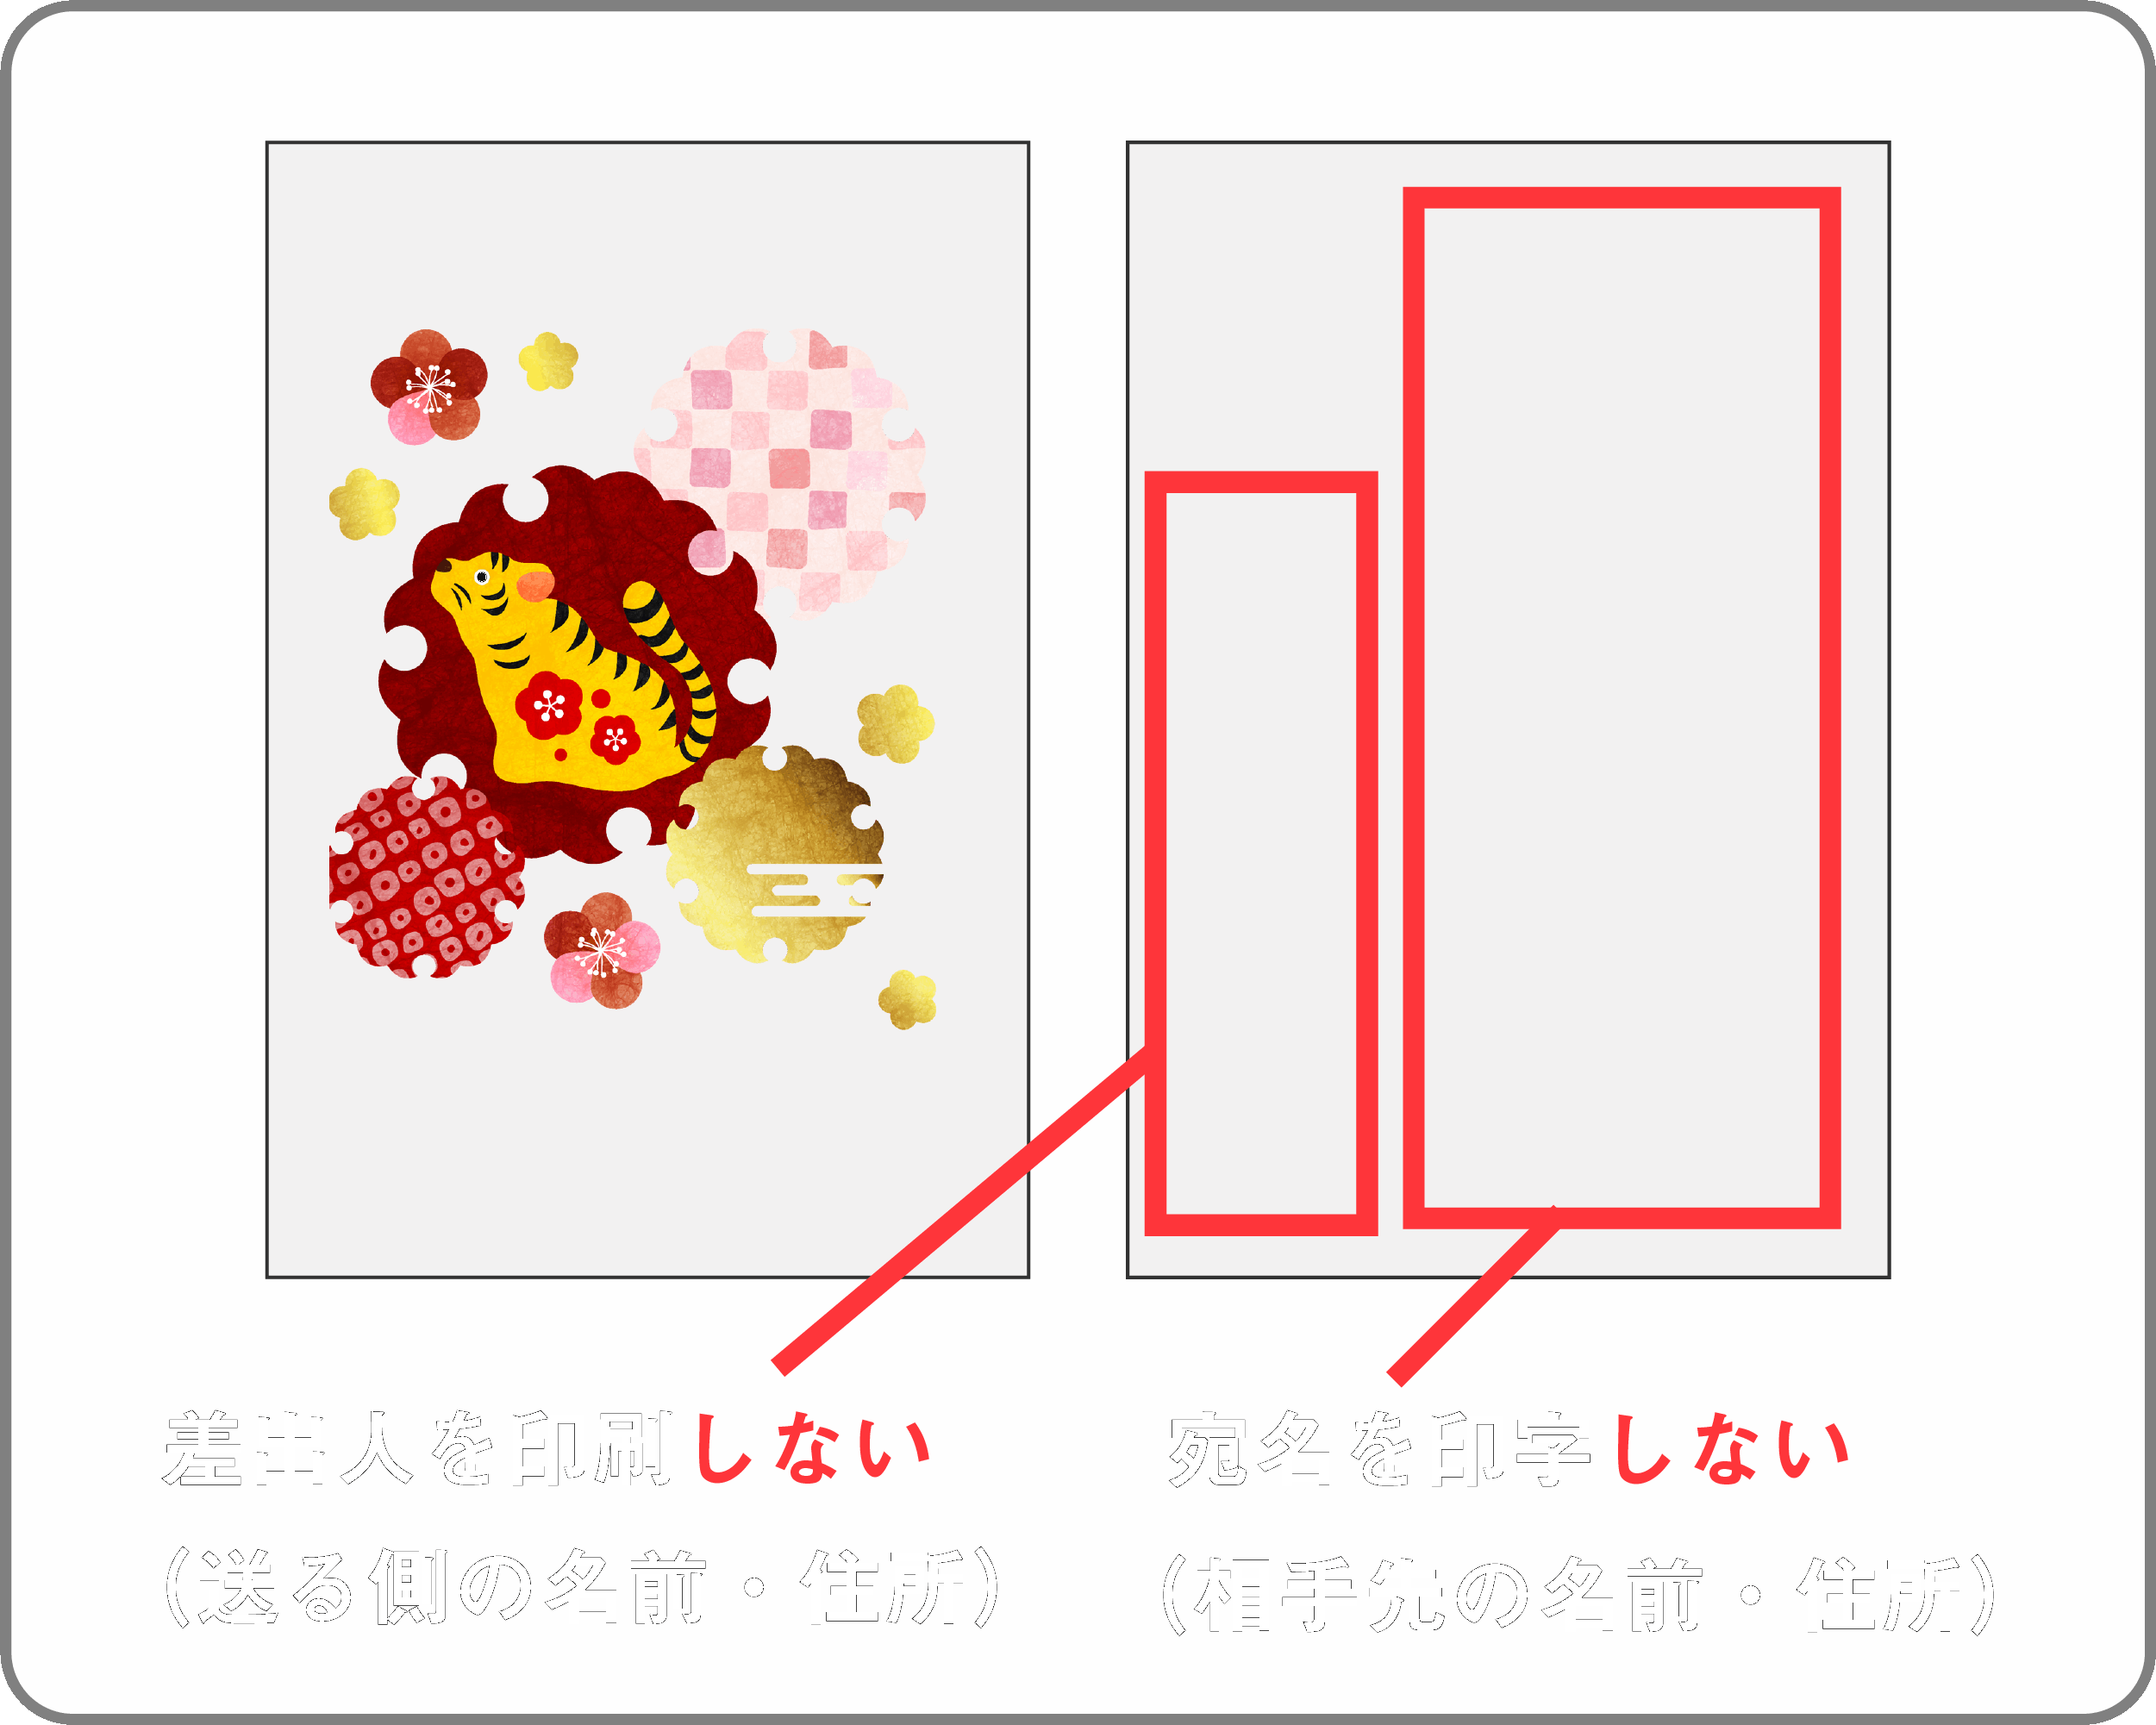 差出人を印刷しない
(送る側の名前・住所)
宛名を印字しない
(相手先の名前・住所)